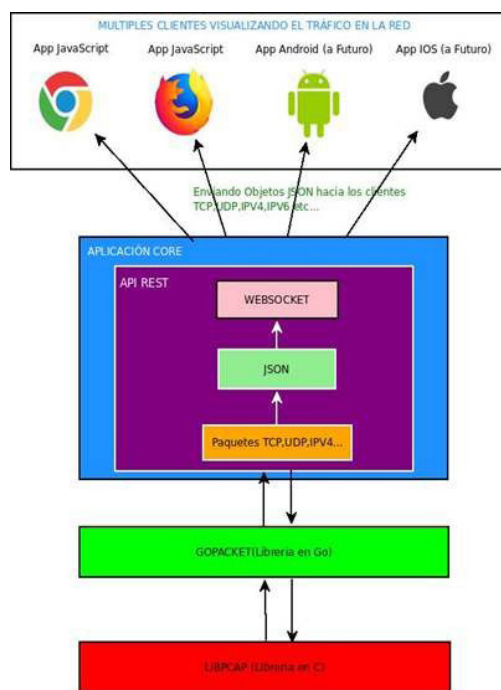 MULTIPLES CLIENTES VISUALIZANDO EL TRÁFICO EN LA RED
App JavaScript
App JavaScript
App Android (a Futuro)
App IOS (a Futuro)
Enviando Objetos JSON hacia los clientes
TCP,UDP,IPV4,IPV6 etc...
APLICACIÓN CORE
API REST
WEBSOCKET
JSON
Paquetes TCP,UDP,IPV4...
GOPACKET(Libreria en Go)
LIBPCAP (Libreria en C)